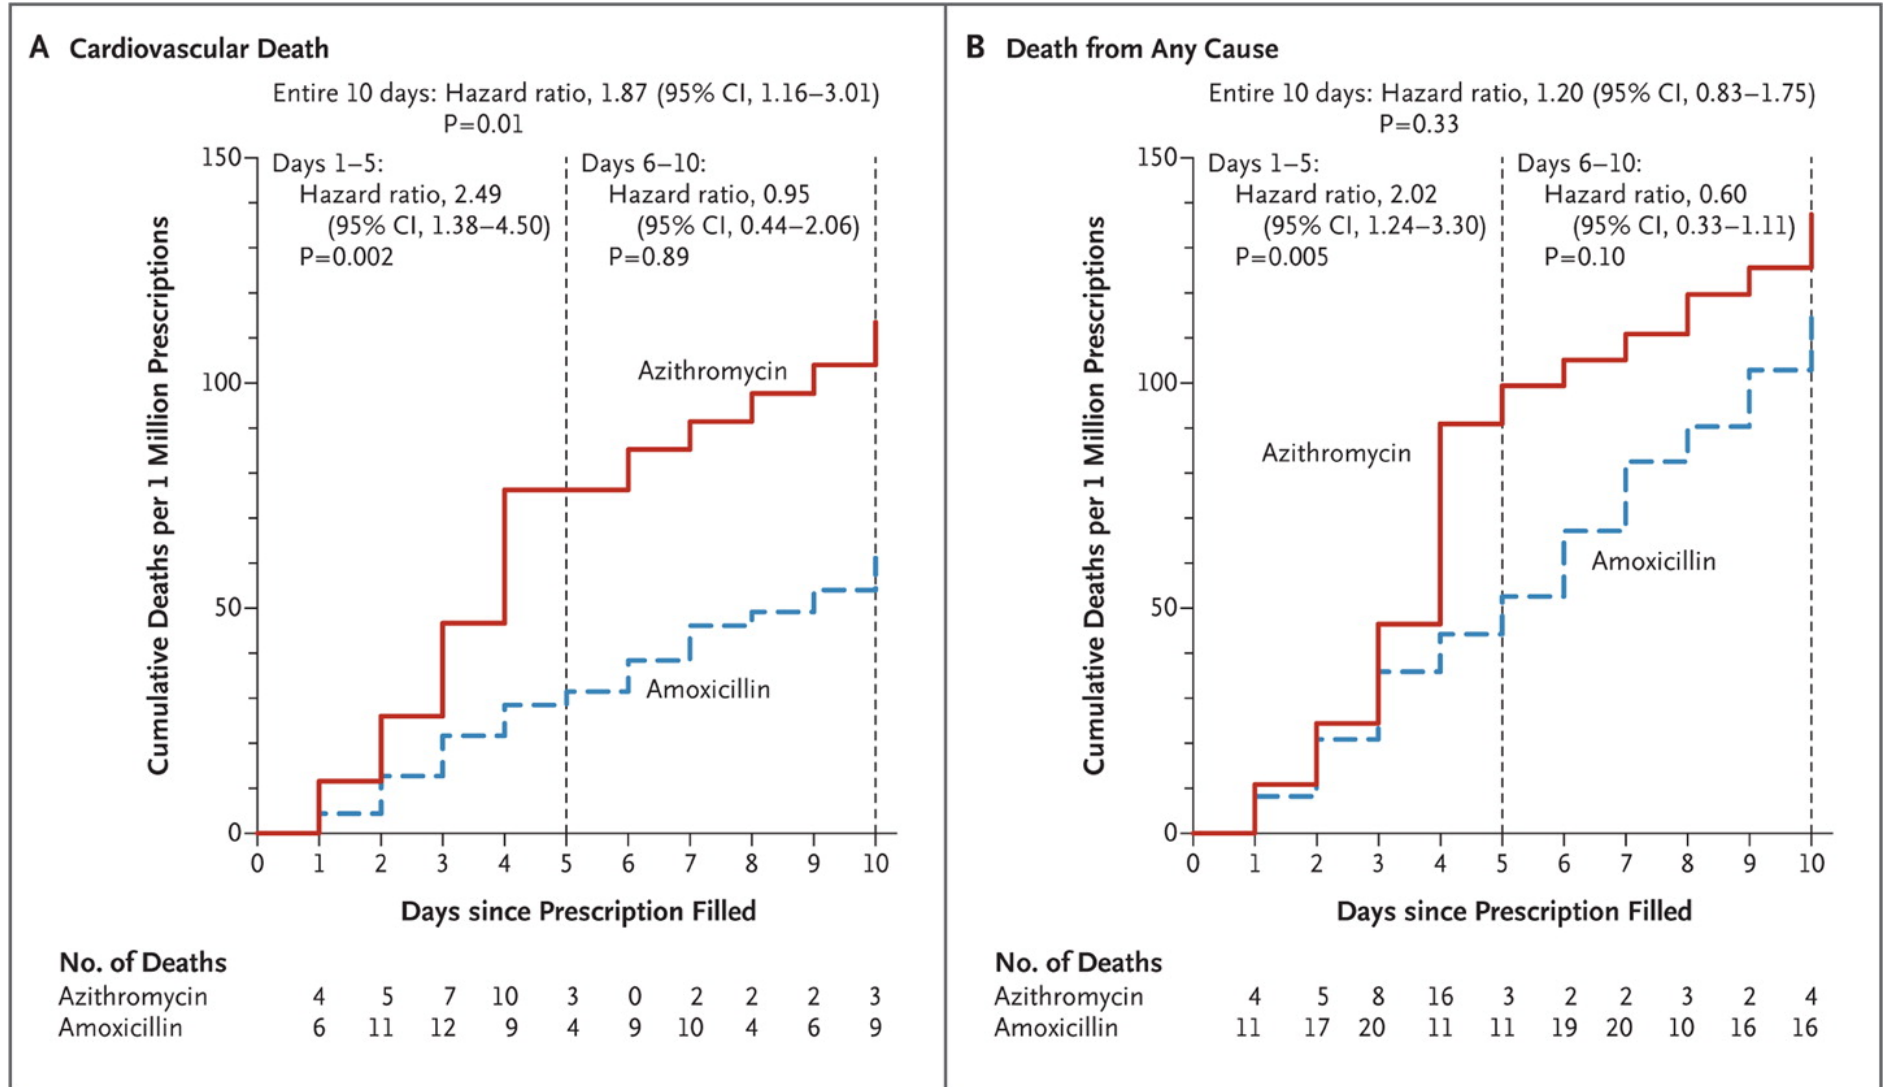 A Cardiovascular Death
Entire 10 days: Hazard ratio, 1.87 (95% CI, 1.16–3.01)
P=0.01
Days 1–5:
Hazard ratio, 2.49
(95% CI, 1.38–4.50)
P=0.002
Days 6–10:
Hazard ratio, 0.95
(95% CI, 0.44–2.06)
P=0.89
Cumulative Deaths per 1 Million Prescriptions
150
100
50
0
Azithromycin
Amoxicillin
0 1 2 3 4 5 6 7 8 9 10
Days since Prescription Filled
No. of Deaths
Azithromycin 4 5 7 10 3 0 2 2 2 3
Amoxicillin 6 11 12 9 4 9 10 4 6 9
B Death from Any Cause
Entire 10 days: Hazard ratio, 1.20 (95% CI, 0.83–1.75)
P=0.33
Days 1–5:
Hazard ratio, 2.02
(95% CI, 1.24–3.30)
P=0.005
Days 6–10:
Hazard ratio, 0.60
(95% CI, 0.33–1.11)
P=0.10
Cumulative Deaths per 1 Million Prescriptions
150
100
50
0
Azithromycin
Amoxicillin
0 1 2 3 4 5 6 7 8 9 10
Days since Prescription Filled
No. of Deaths
Azithromycin 4 5 8 16 3 2 2 3 2 4
Amoxicillin 11 17 20 11 11 19 20 10 16 16